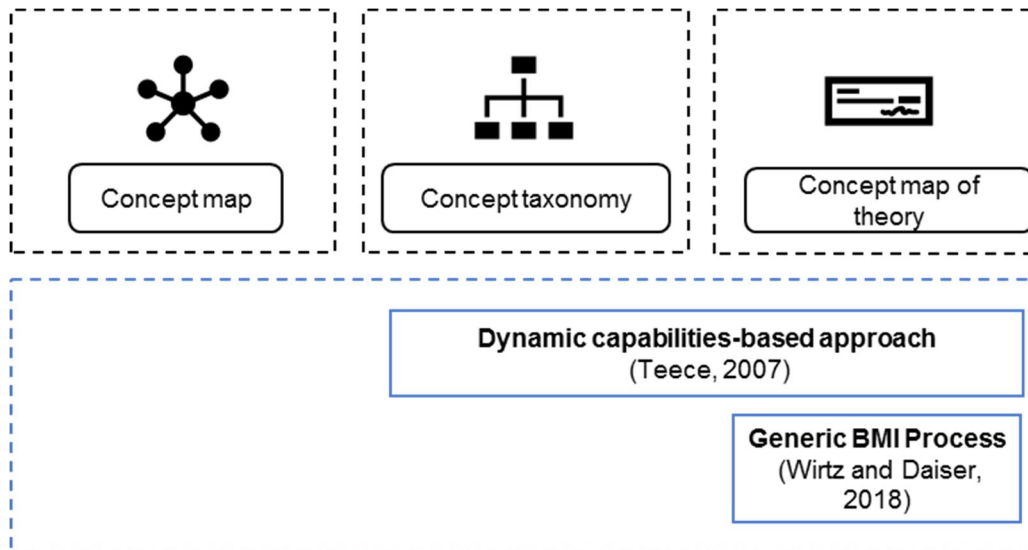 Concept map
Concept taxonomy
Concept map of
theory
Dynamic capabilities-based approach
(Teece, 2007)
Generic BMI Process
(Wirtz and Daiser,
2018)